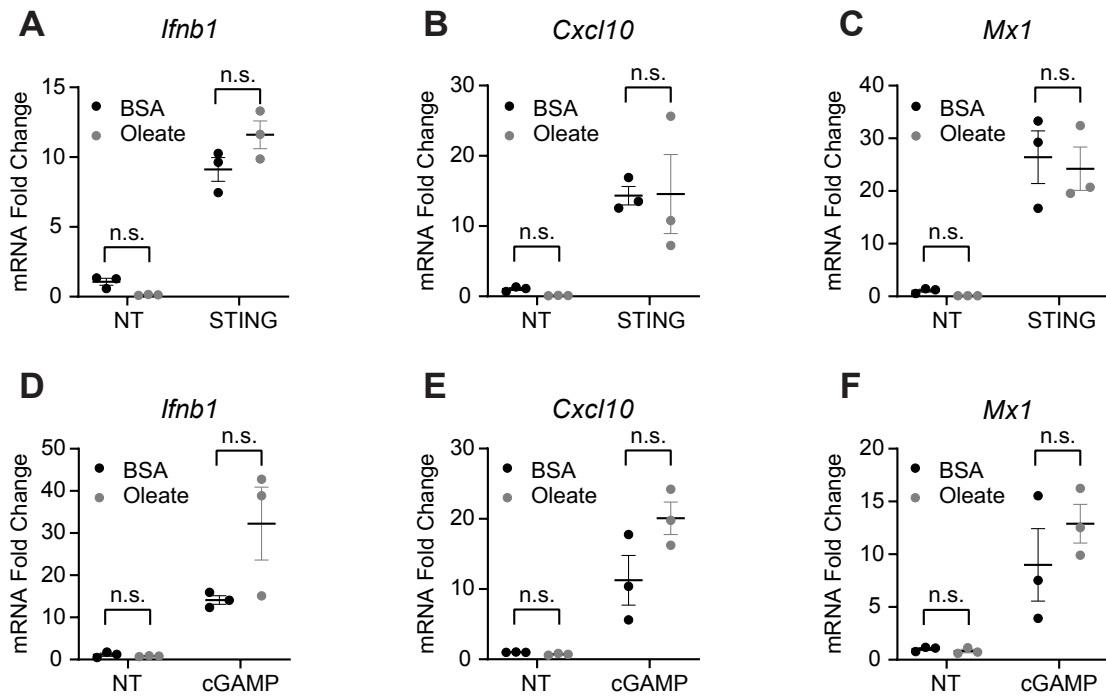 A
Ifnb1
mRNA Fold Change
15
10
5
0
BSA
Oleate
n.s.
n.s.
NT
STING
B
Cxcl10
mRNA Fold Change
30
20
10
0
BSA
Oleate
n.s.
n.s.
NT
STING
C
Mx1
mRNA Fold Change
40
30
20
10
0
BSA
Oleate
n.s.
n.s.
NT
STING
D
Ifnb1
mRNA Fold Change
50
40
30
20
10
0
BSA
Oleate
n.s.
n.s.
NT
cGAMP
E
Cxcl10
mRNA Fold Change
30
20
10
0
BSA
Oleate
n.s.
n.s.
NT
cGAMP
F
Mx1
mRNA Fold Change
20
15
10
5
0
BSA
Oleate
n.s.
n.s.
NT
cGAMP